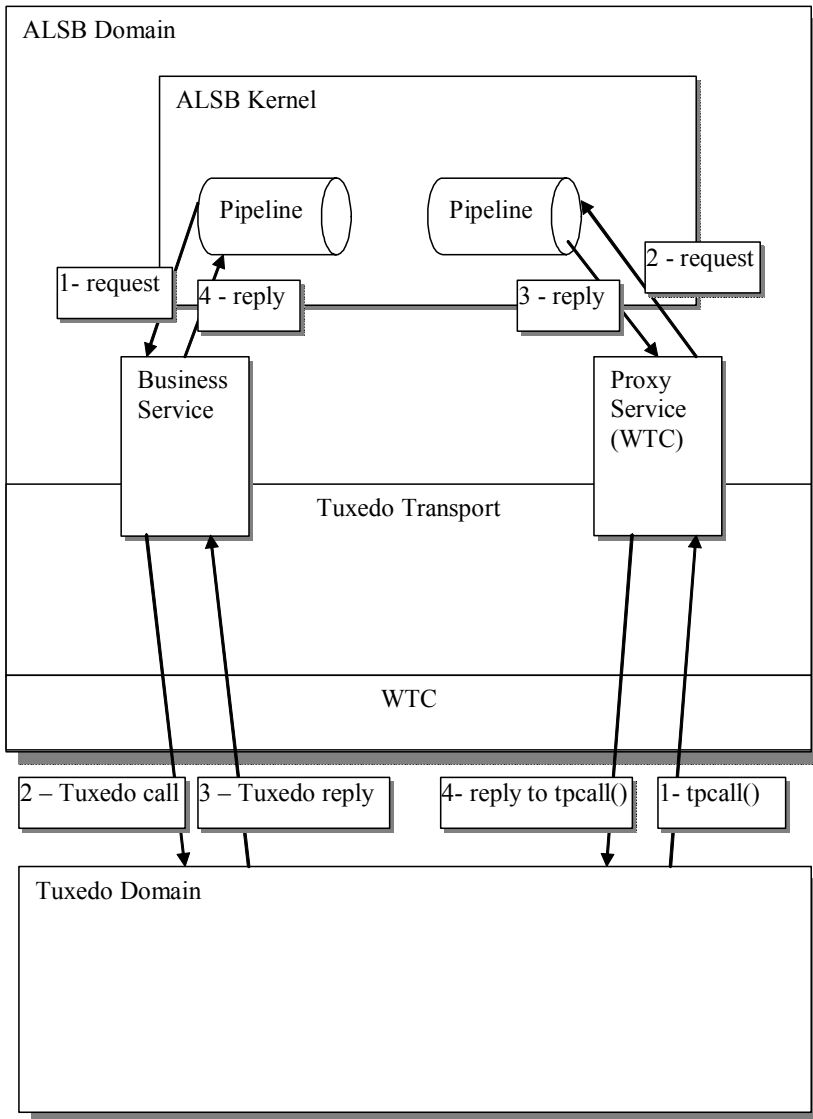 ALSB Domain
ALSB Kernel
Pipeline
Pipeline
1- request
4 - reply
3 - reply
2 - request
Business
Service
Proxy
Service
(WTC)
Tuxedo Transport
WTC
2 – Tuxedo call
3 – Tuxedo reply
4- reply to tpcall()
1- tpcall()
Tuxedo Domain